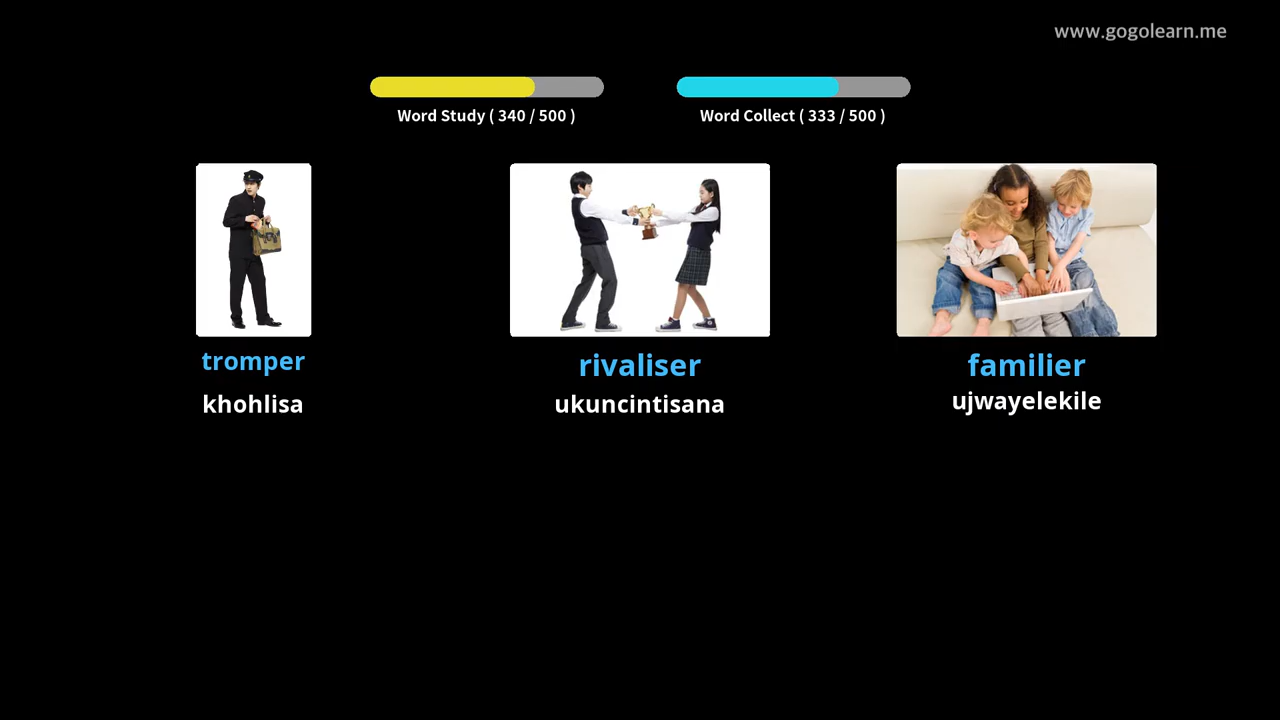 www.gogolearn.me
Word Study ( 340 / 500 )
Word Collect ( 333 / 500 )
tromper
khohlisa
rivaliser
ukuncintisana
familier
ujwayelekile